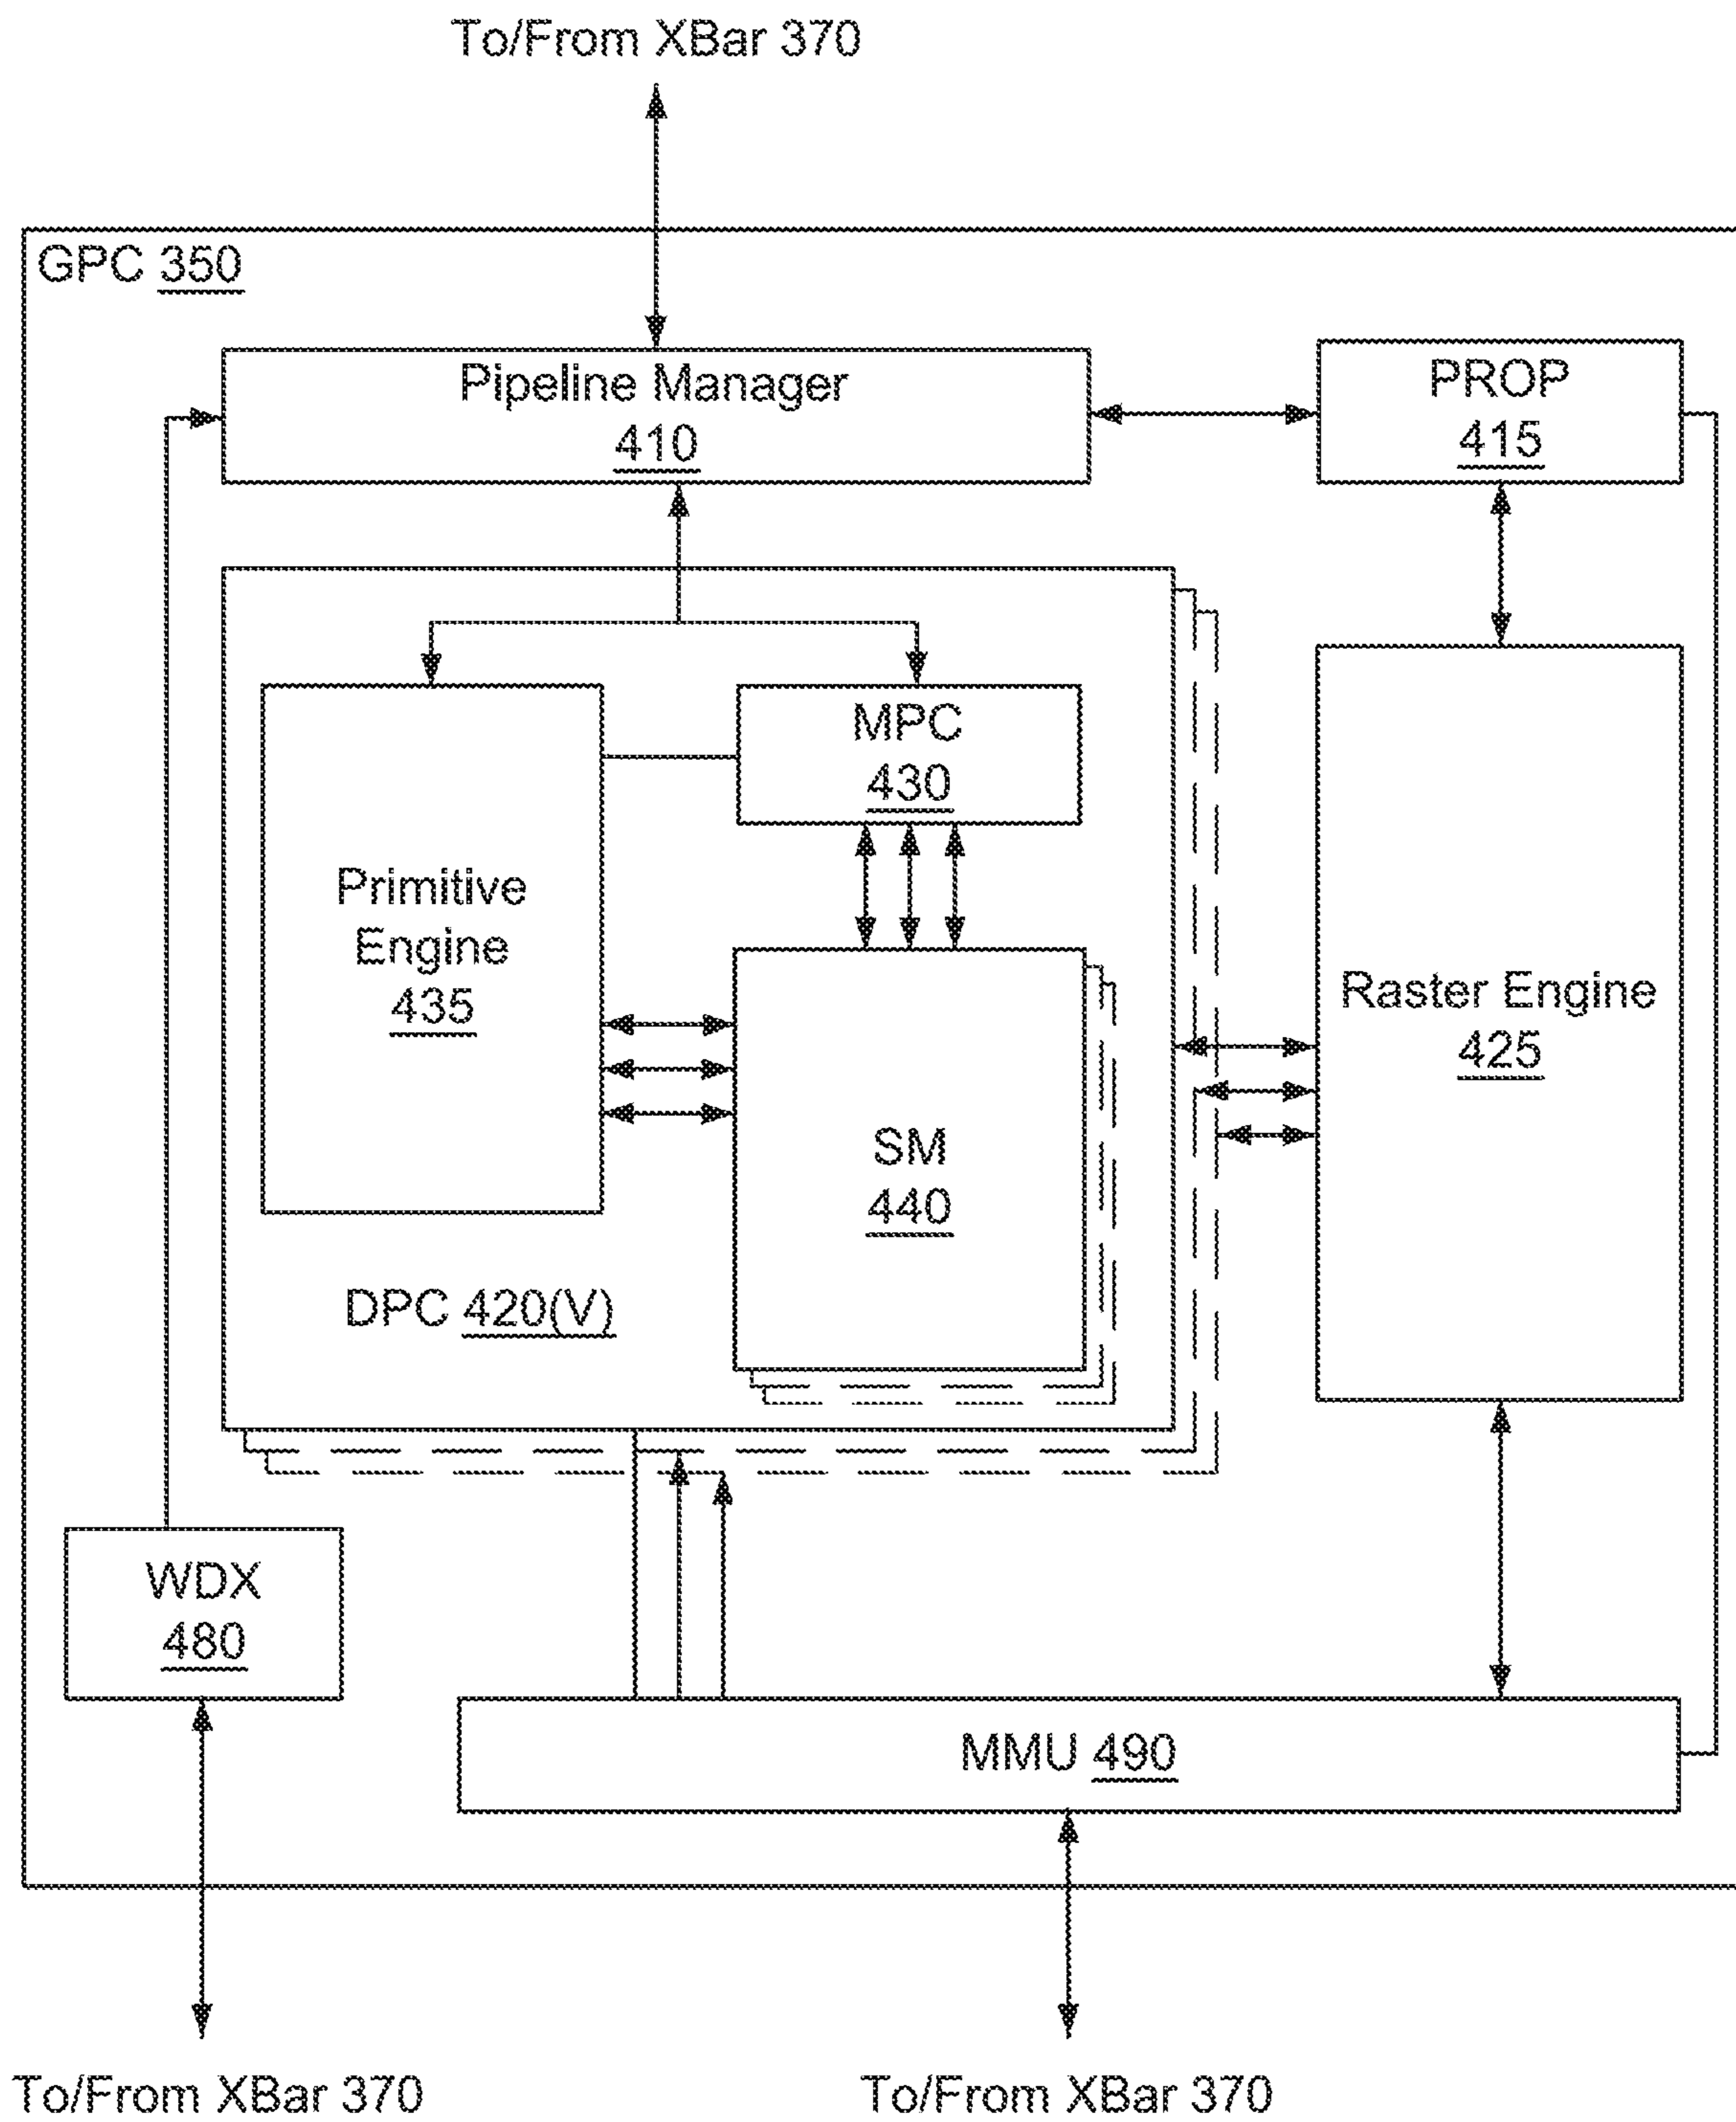 To/From XBar 370
GPC 350
Pipeline Manager
410
PROP
415
MPC
430
Primitive
Engine
435
Raster Engine
425
SM
440
DPC 420(V)
WDX
480
MMU 490
To/From XBar 370
To/From XBar 370